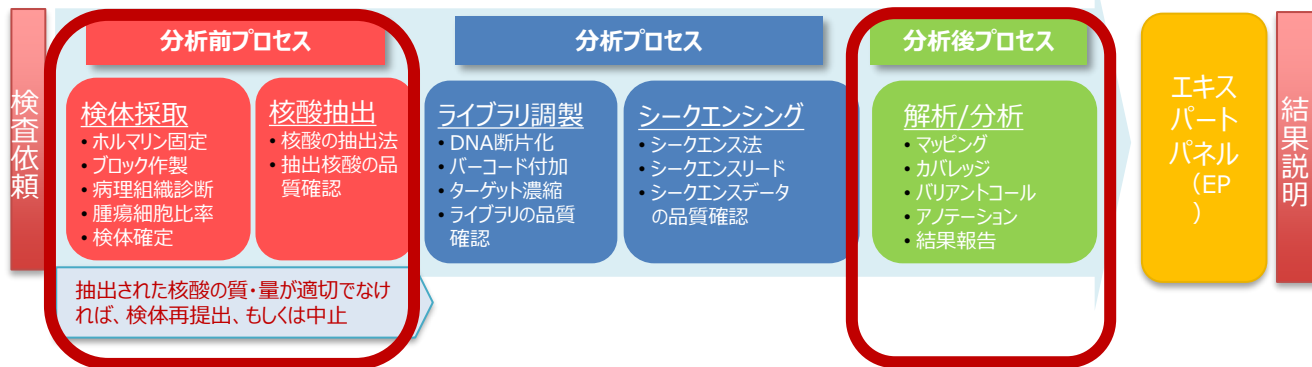 検査依頼
分析前プロセス
検体採取
• ホルマリン固定
• ブロック作製
• 病理組織診断
• 腫瘍細胞比率
• 検体確定
核酸抽出
• 核酸の抽出法
• 抽出核酸の品
質確認
抽出された核酸の質・量が適切でなけ
れば、検体再提出、もしくは中止
分析プロセス
ライブラリ調製
• DNA断片化
• バーコード付加
• ターゲット濃縮
• ライブラリの品質
確認
シークエンシング
• シークエンス法
• シークエンスリード
• シークエンスデータ
の品質確認
分析後プロセス
解析/分析
• マッピング
• カバレッジ
• バリアントコール
• アノテーション
• 結果報告
エキス
パート
パネル
（EP
）
結果説明